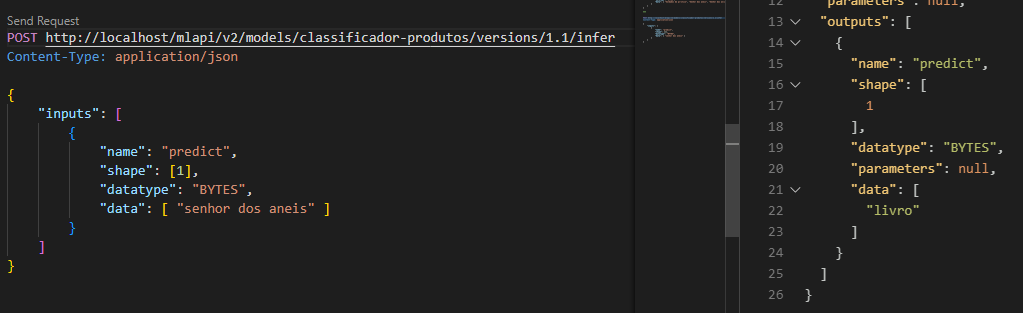 Send Request
POST http://localhost/mlapi/v2/models/classificador-produtos/versions/1.1/infer
Content-Type: application/json
{
"inputs": [
{
"name": "predict",
"shape": [1],
"datatype": "BYTES",
"data": [ "senhor dos aneis" ]
}
]
}
12 "parameters": null,
13 "outputs": [
14 {
15 "name": "predict",
16 "shape": [
17 1
18 ],
19 "datatype": "BYTES",
20 "parameters": null,
21 "data": [
22 "livro"
23 ]
24 }
25 ]
26 }